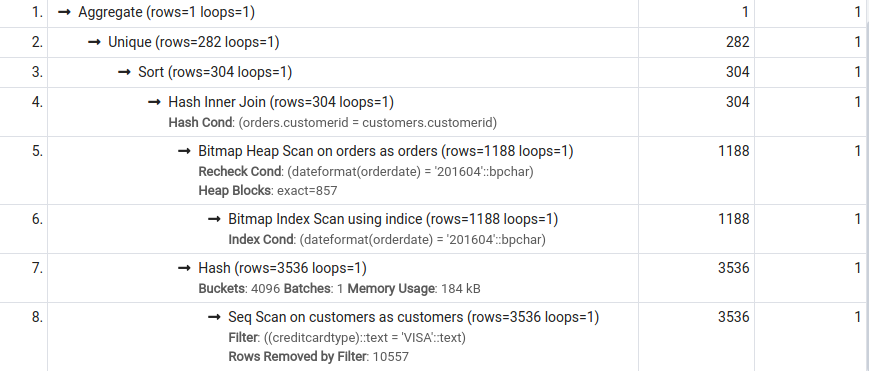 1. → Aggregate (rows=1 loops=1) 1 1
2. → Unique (rows=282 loops=1) 282 1
3. → Sort (rows=304 loops=1) 304 1
4. → Hash Inner Join (rows=304 loops=1) 304 1
Hash Cond: (orders.customerid = customers.customerid)
5. → Bitmap Heap Scan on orders as orders (rows=1188 loops=1) 1188 1
Recheck Cond: (dateformat(orderdate) = '201604'::bpchar)
Heap Blocks: exact=857
6. → Bitmap Index Scan using indice (rows=1188 loops=1) 1188 1
Index Cond: (dateformat(orderdate) = '201604'::bpchar)
7. → Hash (rows=3536 loops=1) 3536 1
Buckets: 4096 Batches: 1 Memory Usage: 184 kB
8. → Seq Scan on customers as customers (rows=3536 loops=1) 3536 1
Filter: ((creditcardtype)::text = 'VISA'::text)
Rows Removed by Filter: 10557